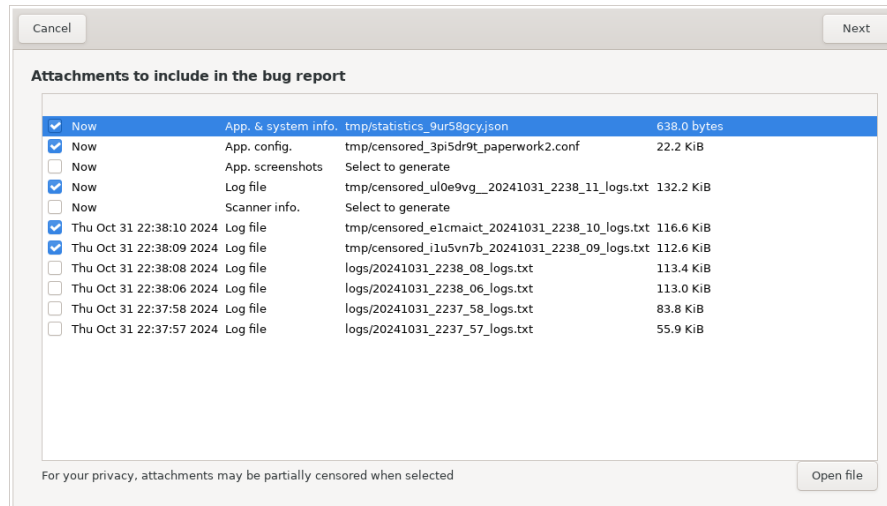 Cancel Next
Attachments to include in the bug report
Now App. & system info. tmp/statistics_9ur58gcy.json 638.0 bytes
Now App. config. tmp/censored_3pi5dr9t_paperwork2.conf 22.2 KiB
Now App. screenshots Select to generate
Now Log file tmp/censored_ul0e9vg__20241031_2238_11_logs.txt 132.2 KiB
Now Scanner info. Select to generate
Thu Oct 31 22:38:10 2024 Log file tmp/censored_e1cmaict_20241031_2238_10_logs.txt 116.6 KiB
Thu Oct 31 22:38:09 2024 Log file tmp/censored_i1u5vn7b_20241031_2238_09_logs.txt 112.6 KiB
Thu Oct 31 22:38:08 2024 Log file logs/20241031_2238_08_logs.txt 113.4 KiB
Thu Oct 31 22:38:06 2024 Log file logs/20241031_2238_06_logs.txt 113.0 KiB
Thu Oct 31 22:37:58 2024 Log file logs/20241031_2237_58_logs.txt 83.8 KiB
Thu Oct 31 22:37:57 2024 Log file logs/20241031_2237_57_logs.txt 55.9 KiB
For your privacy, attachments may be partially censored when selected Open file